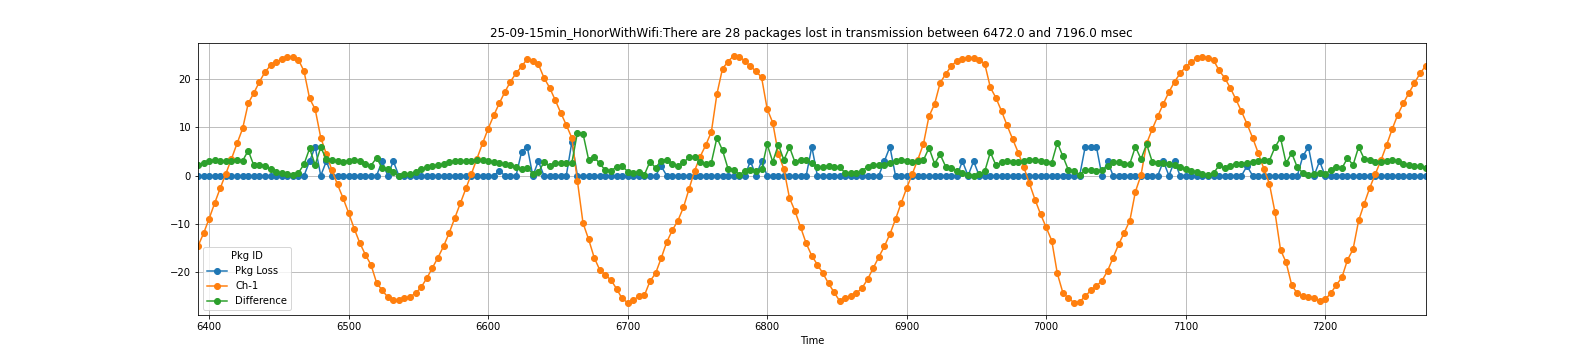 25-09-15min_HonorWithWifi:There are 28 packages lost in transmission between 6472.0 and 7196.0 msec
20
10
0
−10
−20
Pkg ID
Pkg Loss
Ch-1
Difference
6400 6500 6600 6700 6800 6900 7000 7100 7200
Time